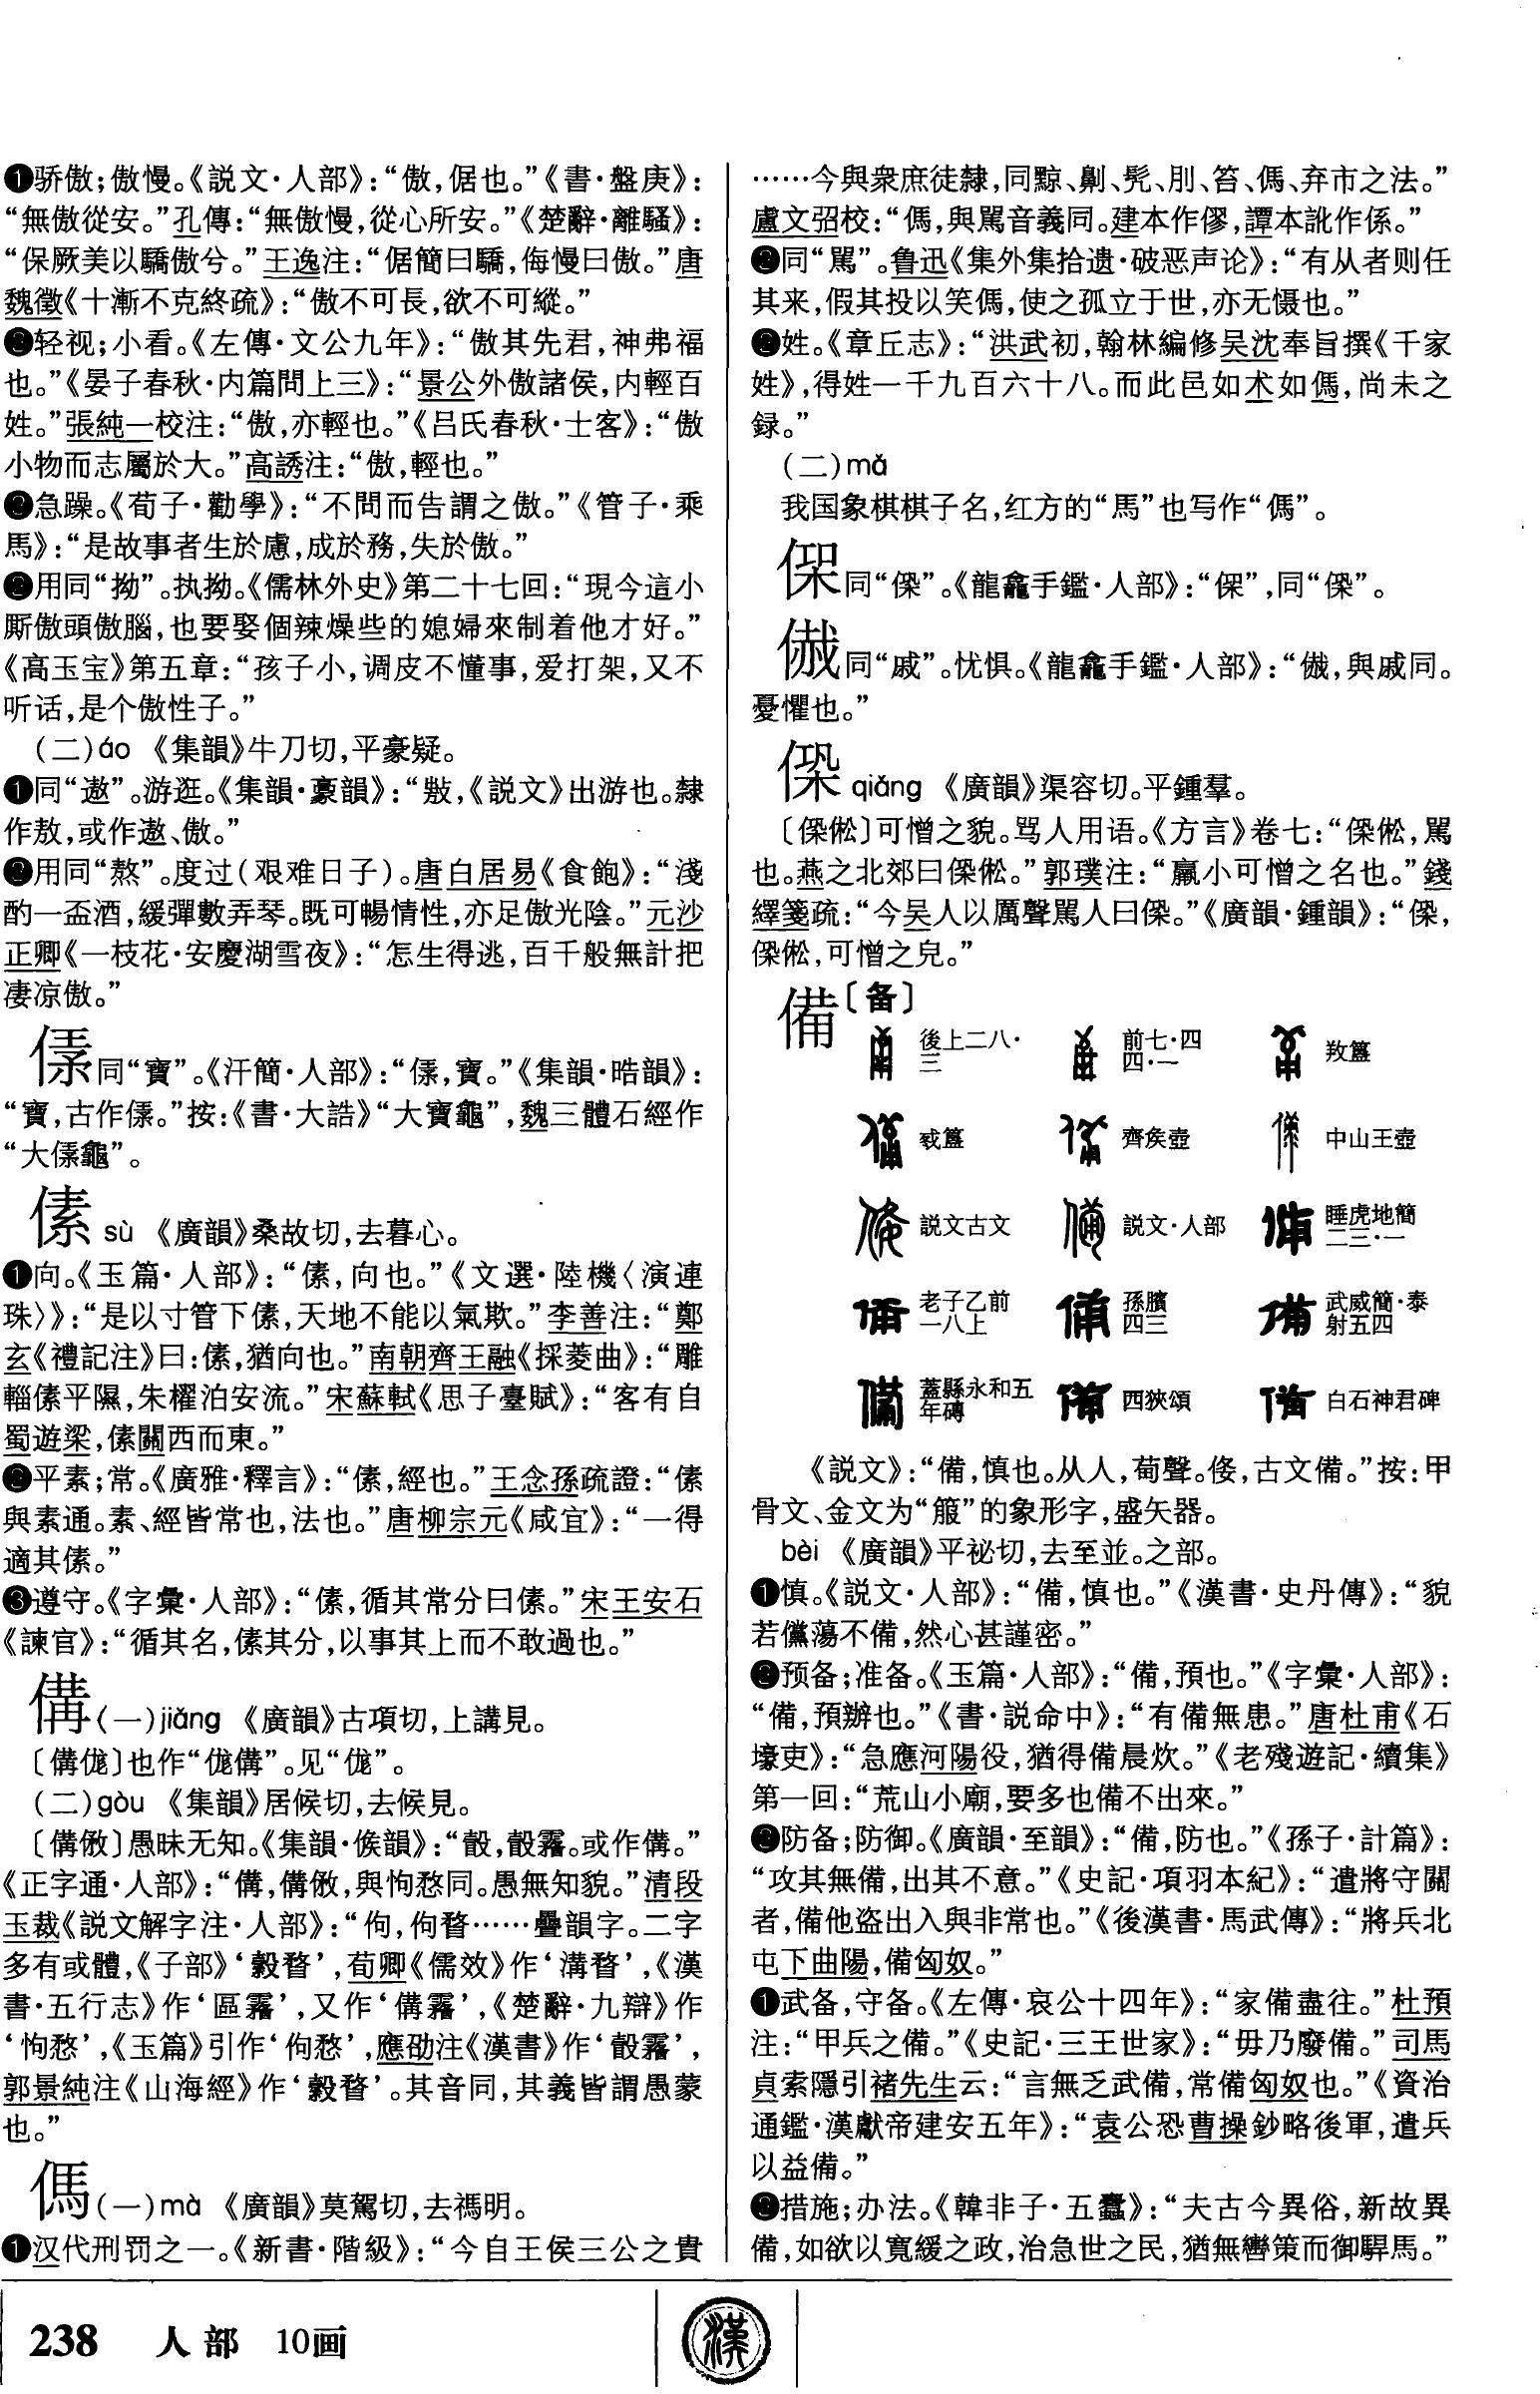 ❶骄傲；傲慢。《説文·人部》：“傲，倨也。”《書·盤庚》：
“無傲從安。”孔傳：“無傲慢，從心所安。”《楚辭·離騷》：
“保厥美以驕傲兮。”王逸注：“倨簡曰驕，侮慢曰傲。”唐
魏徵《十漸不克終疏》：“傲不可長，欲不可縱。”
❷轻视；小看。《左傳·文公九年》：“傲其先君，神弗福
也。”《晏子春秋·内篇問上三》：“景公外傲諸侯，内輕百
姓。”張純一校注：“傲，亦輕也。”《吕氏春秋·士客》：“傲
小物而志屬於大。”高誘注：“傲，輕也。”
❸急躁。《荀子·勸學》：“不問而告謂之傲。”《管子·乘
馬》：“是故事者生於慮，成於務，失於傲。”
用同“拗”。执拗。《儒林外史》第二十七回：“現今這小
厮傲頭傲腦，也要娶個辣燥些的媳婦來制着他才好。”
《高玉宝》第五章：“孩子小，调皮不懂事，爱打架，又不
听话，是个傲性子。”
(二)áo 《集韻》牛刀切，平豪疑。
❶同“遨”。游逛。《集韻·豪韻》：“敖，《説文》出游也。隸
作敖，或作遨、傲。”
❷用同“熬”。度过(艰难日子)。唐白居易《食飽》：“淺
酌一盃酒，緩彈數弄琴。既可暢情性，亦足傲光陰。”元沙
正卿《一枝花·安慶湖雪夜》：“怎生得逃，百千般無計把
凄凉傲。”
同“寶”。《汗簡·人部》：“，寶。”《集韻·晧韻》：
“寶，古作。”按：《書·大誥》“大寶龜”，魏三體石經作
“大龜”。
傃 sù 《廣韻》桑故切，去暮心。
❶向。《玉篇·人部》：“傃，向也。”《文選·陸機〈演連
珠〉》：“是以寸管下傃，天地不能以氣欺。”李善注：“鄭
玄《禮記注》曰：傃，猶向也。”南朝齊王融《採菱曲》：“雕
輜傃平隰，朱櫂泊安流。”宋蘇軾《思子臺賦》：“客有自
蜀遊梁，傃關西而東。”
❷平素；常。《廣雅·釋言》：“傃，經也。”王念孫疏證：“傃
與素通。素、經皆常也，法也。”唐柳宗元《咸宜》：“一得
適其傃。”
❸遵守。《字彙·人部》：“傃，循其常分曰傃。”宋王安石
《諫官》：“循其名，傃其分，以事其上而不敢過也。”
傋(一)jiǎng 《廣韻》古項切，上講見。
〔傋㑝〕也作“㑝傋”。见“㑝”。
(二)gòu 《集韻》居候切，去候見。
〔傋㑄〕愚昧无知。《集韻·候韻》：“㝅，㝅霿。或作傋。”
《正字通·人部》：“傋，傋㑄，與怐愗同。愚無知貌。”清段
玉裁《説文解字注·人部》：“佝，佝瞀……疊韻字。二字
多有或體，《子部》‘㝅瞀’，荀卿《儒效》作‘溝瞀’，《漢
書·五行志》作‘區霿’，又作‘傋霿’，《楚辭·九辯》作
‘怐愗’，《玉篇》引作‘佝愗’，應劭注《漢書》作‘霿’，
郭景純注《山海經》作‘瞀’。其音同，其義皆謂愚蒙
也。”
傌(一)mà 《廣韻》莫駕切，去禡明。
❶汉代刑罚之一。《新書·階級》：“今自王侯三公之貴
……今與衆庶徒隸，同黥、劓、髡、刖、笞、傌、弃市之法。”
盧文弨校：“傌，與駡音義同。建本作僇，譚本訛作係。”
❷同“駡”。鲁迅《集外集拾遗·破恶声论》：“有从者则任
其来，假其投以笑傌，使之孤立于世，亦无慑也。”
❸姓。《章丘志》：“洪武初，翰林編修吴沈奉旨撰《千家
姓》，得姓一千九百六十八。而此邑如术如傌，尚未之
録。”
(二)mǎ
我国象棋棋子名，红方的“馬”也写作“傌”。
同“㑾”。《龍龕手鑑·人部》：“”，同“㑾”。
傶同“戚”。忧惧。《龍龕手鑑·人部》：“傶，與戚同。
憂懼也。”
㑾 qiǎng 《廣韻》渠容切。平鍾羣。
〔㑾倯〕可憎之貌。骂人用语。《方言》卷七：“㑾倯，駡
也。燕之北郊曰㑾倯。”郭璞注：“羸小可憎之名也。”錢
繹箋疏：“今吴人以厲聲駡人曰㑾。”《廣韻·鍾韻》：“㑾，
㑾倯，可憎之皃。”
備〔备〕
後上二八·三 前七·四四·一 䍩簋
㦰簋 齊矦壺 中山王壺
説文古文 説文·人部 睡虎地簡二三·一
老子乙前一八上 孫臏四三 武威簡·泰射五四
蓋縣永和五年磚 西狹頌 白石神君碑
《説文》：“備，慎也。从人，𤰈聲。俻，古文備。”按：甲
骨文、金文为“箙”的象形字，盛矢器。
bèi 《廣韻》平祕切，去至並。之部。
❶慎。《説文·人部》：“備，慎也。”《漢書·史丹傳》：“貌
若儻蕩不備，然心甚謹密。”
❷预备；准备。《玉篇·人部》：“備，預也。”《字彙·人部》：
“備，預辦也。”《書·説命中》：“有備無患。”唐杜甫《石
壕吏》：“急應河陽役，猶得備晨炊。”《老殘遊記·續集》
第一回：“荒山小廟，要多也備不出來。”
❸防备；防御。《廣韻·至韻》：“備，防也。”《孫子·計篇》：
“攻其無備，出其不意。”《史記·項羽本紀》：“遣將守關
者，備他盗出入與非常也。”《後漢書·馬武傳》：“將兵北
屯下曲陽，備匈奴。”
武备，守备。《左傳·哀公十四年》：“家備盡往。”杜預
注：“甲兵之備。”《史記·三王世家》：“毋乃廢備。”司馬
貞索隱引褚先生云：“言無乏武備，常備匈奴也。”《資治
通鑑·漢獻帝建安五年》：“袁公恐曹操鈔略後軍，遣兵
以益備。”
措施；办法。《韓非子·五蠹》：“夫古今異俗，新故異
備，如欲以寬緩之政，治急世之民，猶無轡策而御駻馬。”
238 人部 10画
漢